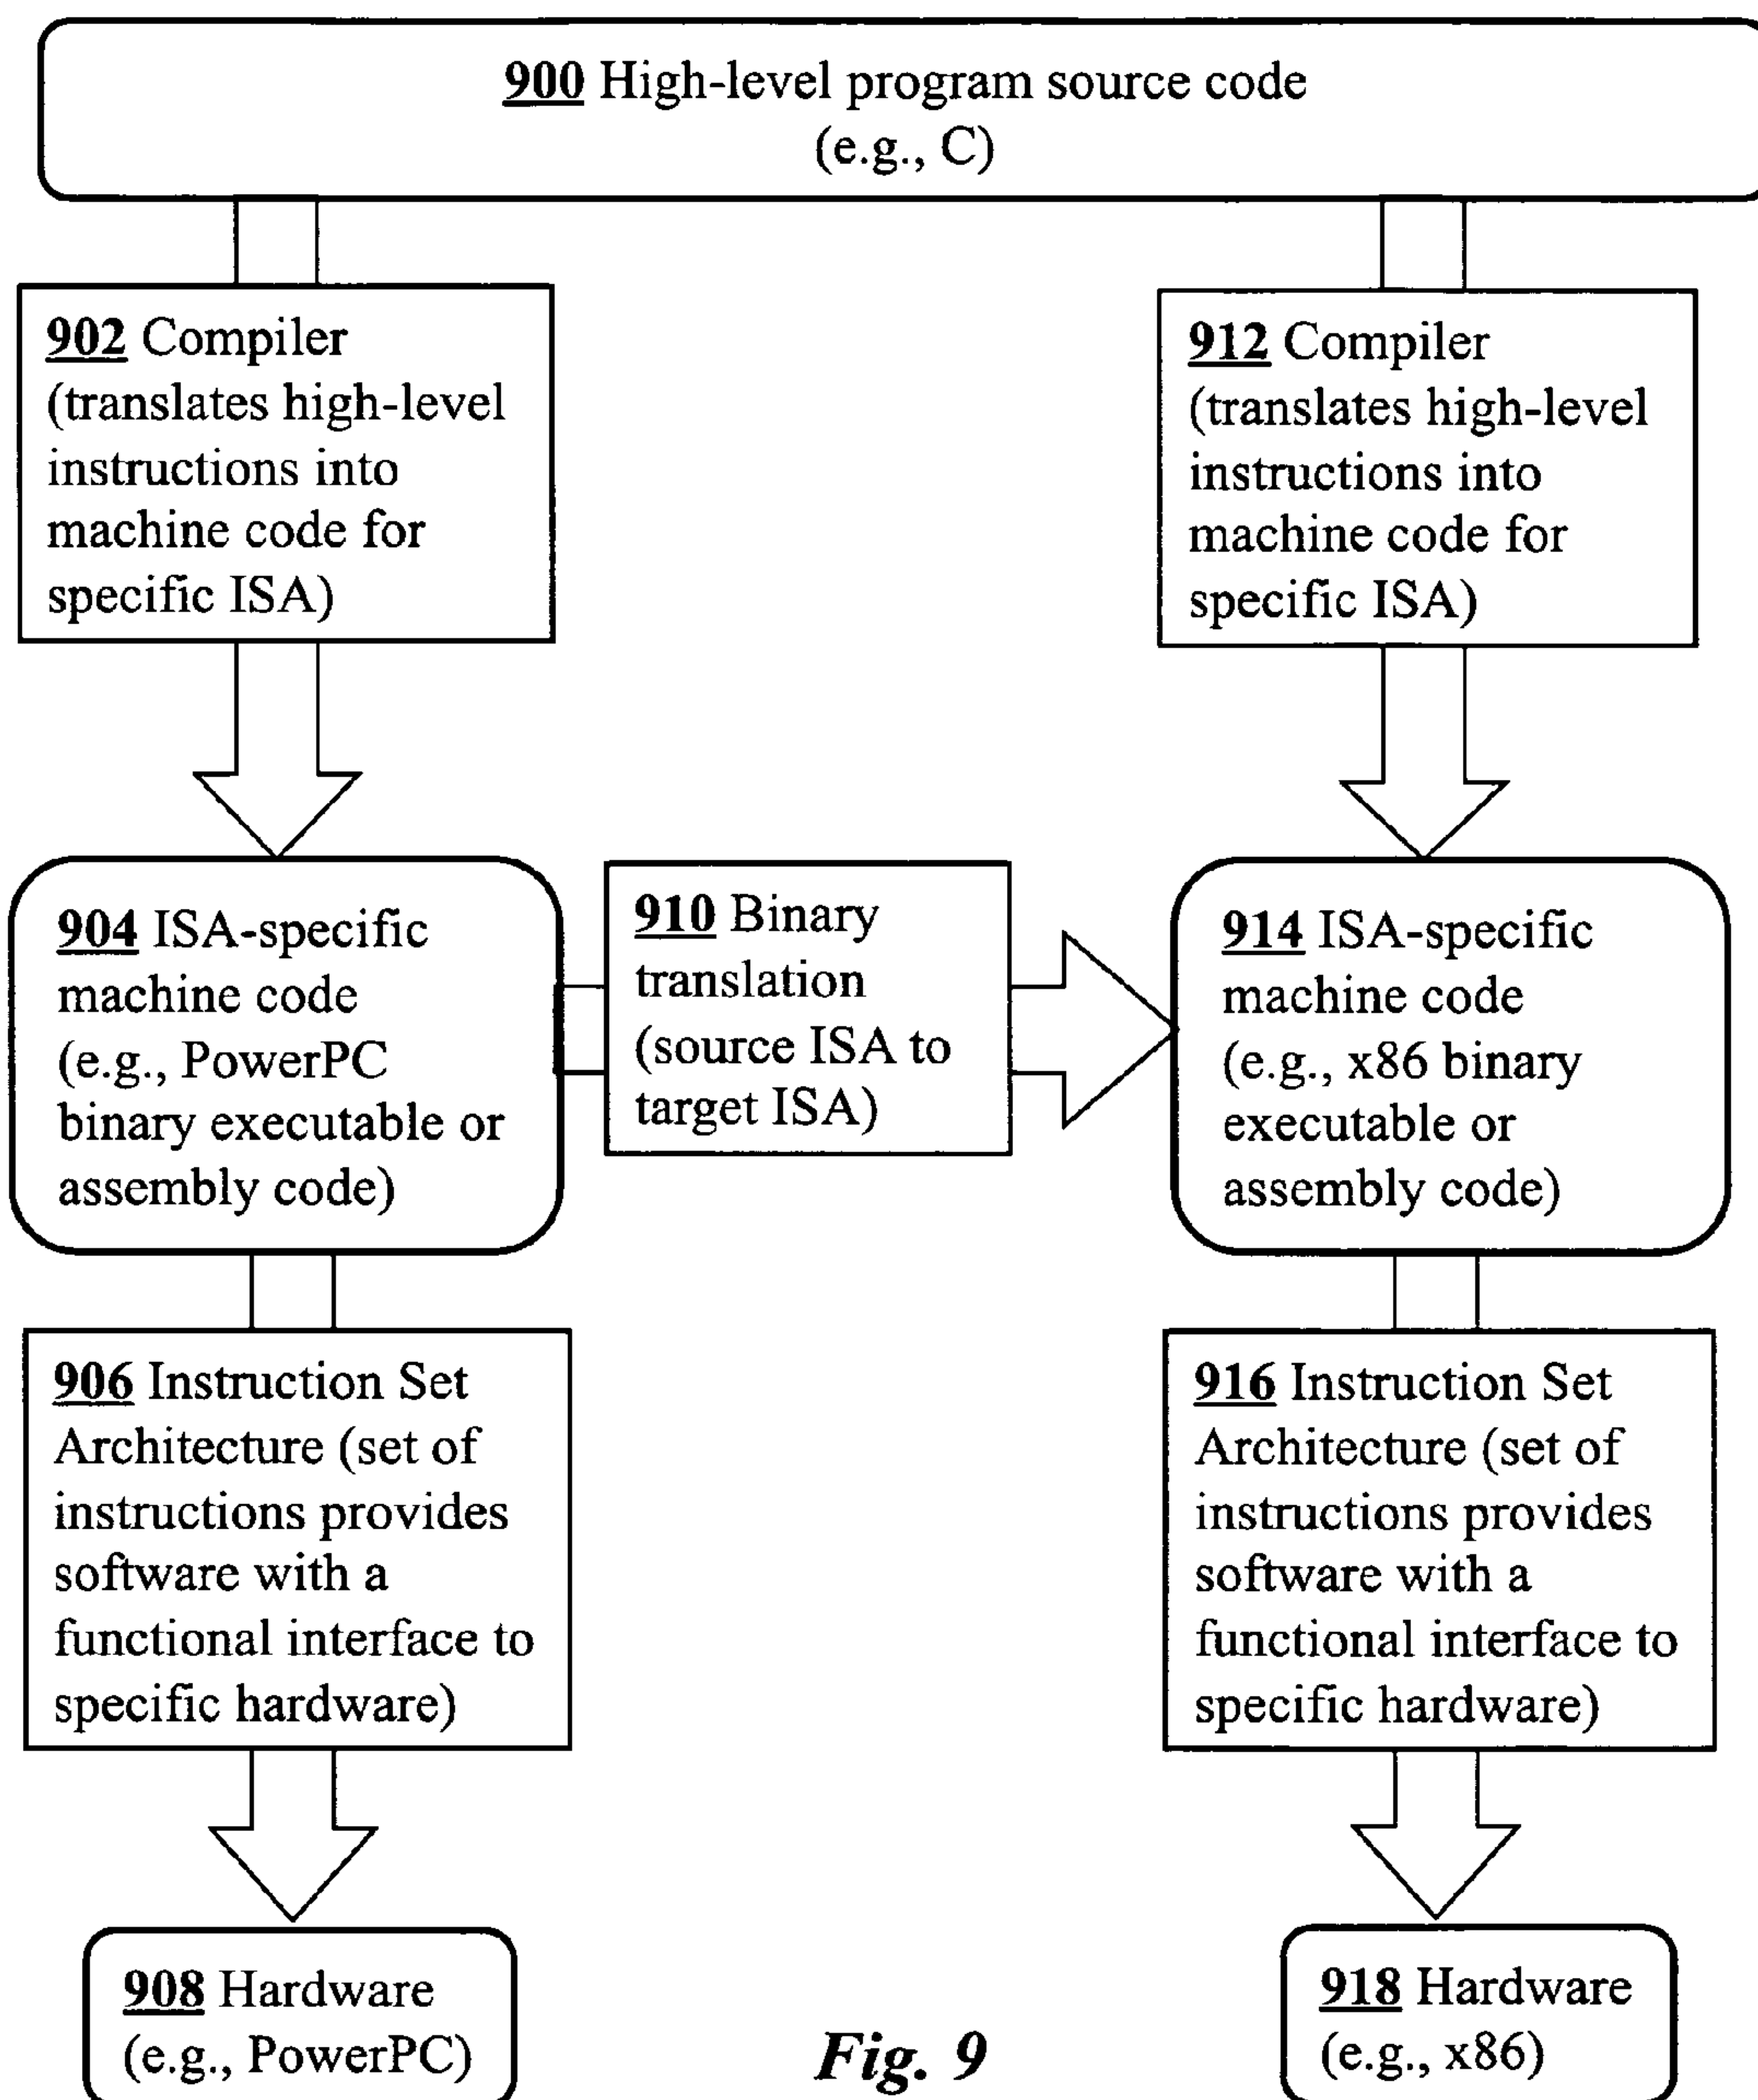 900 High-level program source code
(e.g., C)
902 Compiler
(translates high-level
instructions into
machine code for
specific ISA)
912 Compiler
(translates high-level
instructions into
machine code for
specific ISA)
904 ISA-specific
machine code
(e.g., PowerPC
binary executable or
assembly code)
910 Binary
translation
(source ISA to
target ISA)
914 ISA-specific
machine code
(e.g., x86 binary
executable or
assembly code)
906 Instruction Set
Architecture (set of
instructions provides
software with a
functional interface to
specific hardware)
916 Instruction Set
Architecture (set of
instructions provides
software with a
functional interface to
specific hardware)
908 Hardware
(e.g., PowerPC)
918 Hardware
(e.g., x86)
Fig. 9